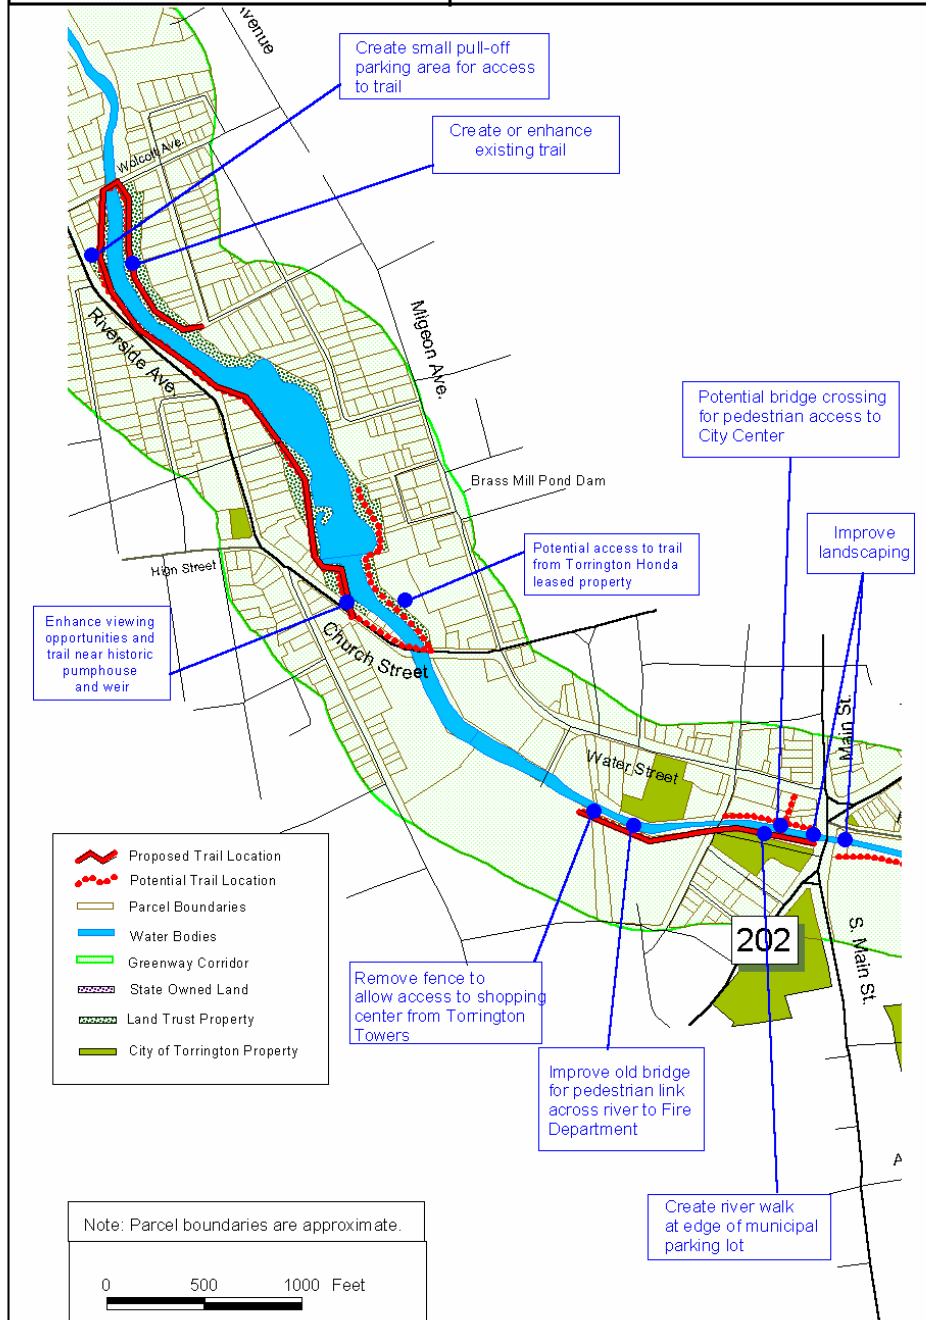 venue
Create small pull-off
parking area for access
to trail
Create or enhance
existing trail
Wolcott Ave.
Riverside Ave.
Migeon Ave.
Potential bridge crossing
for pedestrian access to
City Center
Brass Mill Pond Dam
Improve
landscaping
Potential access to trail
from Torrington Honda
leased property
High Street
Enhance viewing
opportunities and
trail near historic
pumphouse
and weir
Church Street
Main St.
Water Street
Proposed Trail Location
Potential Trail Location
Parcel Boundaries
Water Bodies
Greenway Corridor
State Owned Land
Land Trust Property
City of Torrington Property
202
S. Main St.
Remove fence to
allow access to shopping
center from Torrington
Towers
Improve old bridge
for pedestrian link
across river to Fire
Department
A
Create river walk
at edge of municipal
parking lot
Note: Parcel boundaries are approximate.
0 500 1000 Feet